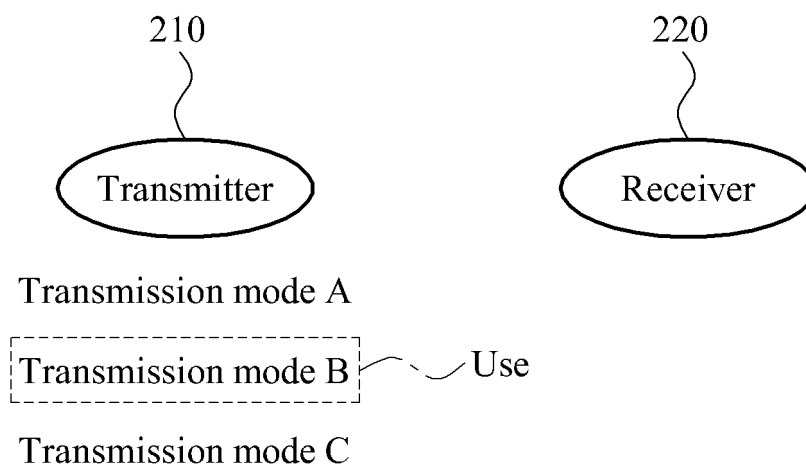 210
220
Transmitter
Receiver
Transmission mode A
Transmission mode B
Use
Transmission mode C